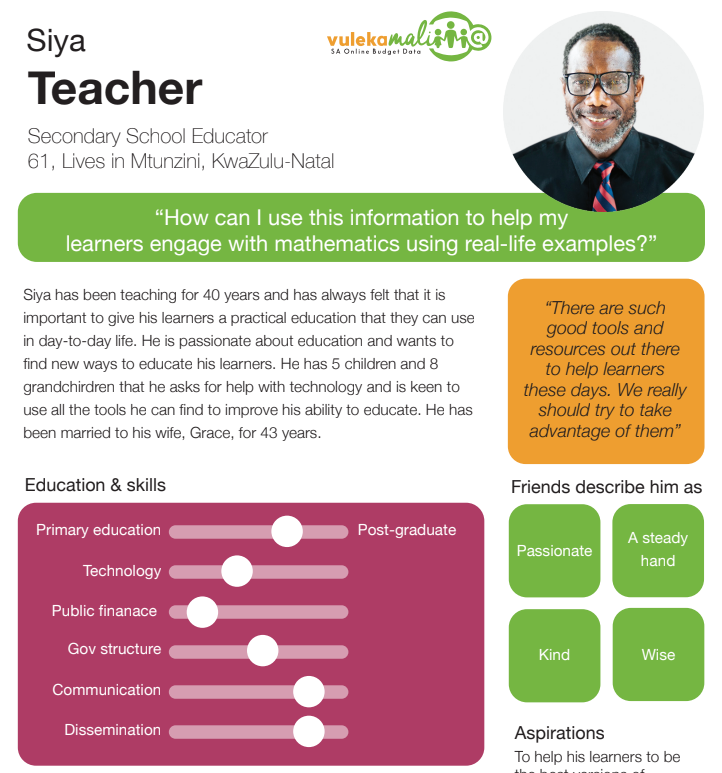 Siya
Teacher
vulekamali@
SA Online Budget Data
Secondary School Educator
61, Lives in Mtunzini, KwaZulu-Natal
“How can I use this information to help my
learners engage with mathematics using real-life examples?”
Siya has been teaching for 40 years and has always felt that it is
important to give his learners a practical education that they can use
in day-to-day life. He is passionate about education and wants to
find new ways to educate his learners. He has 5 children and 8
grandchirdren that he asks for help with technology and is keen to
use all the tools he can find to improve his ability to educate. He has
been married to his wife, Grace, for 43 years.
“There are such
good tools and
resources out there
to help learners
these days. We really
should try to take
advantage of them”
Education & skills
Primary education
Post-graduate
Technology
Public finanace
Gov structure
Communication
Dissemination
Friends describe him as
Passionate
A steady
hand
Kind
Wise
Aspirations
To help his learners to be
the best versions of